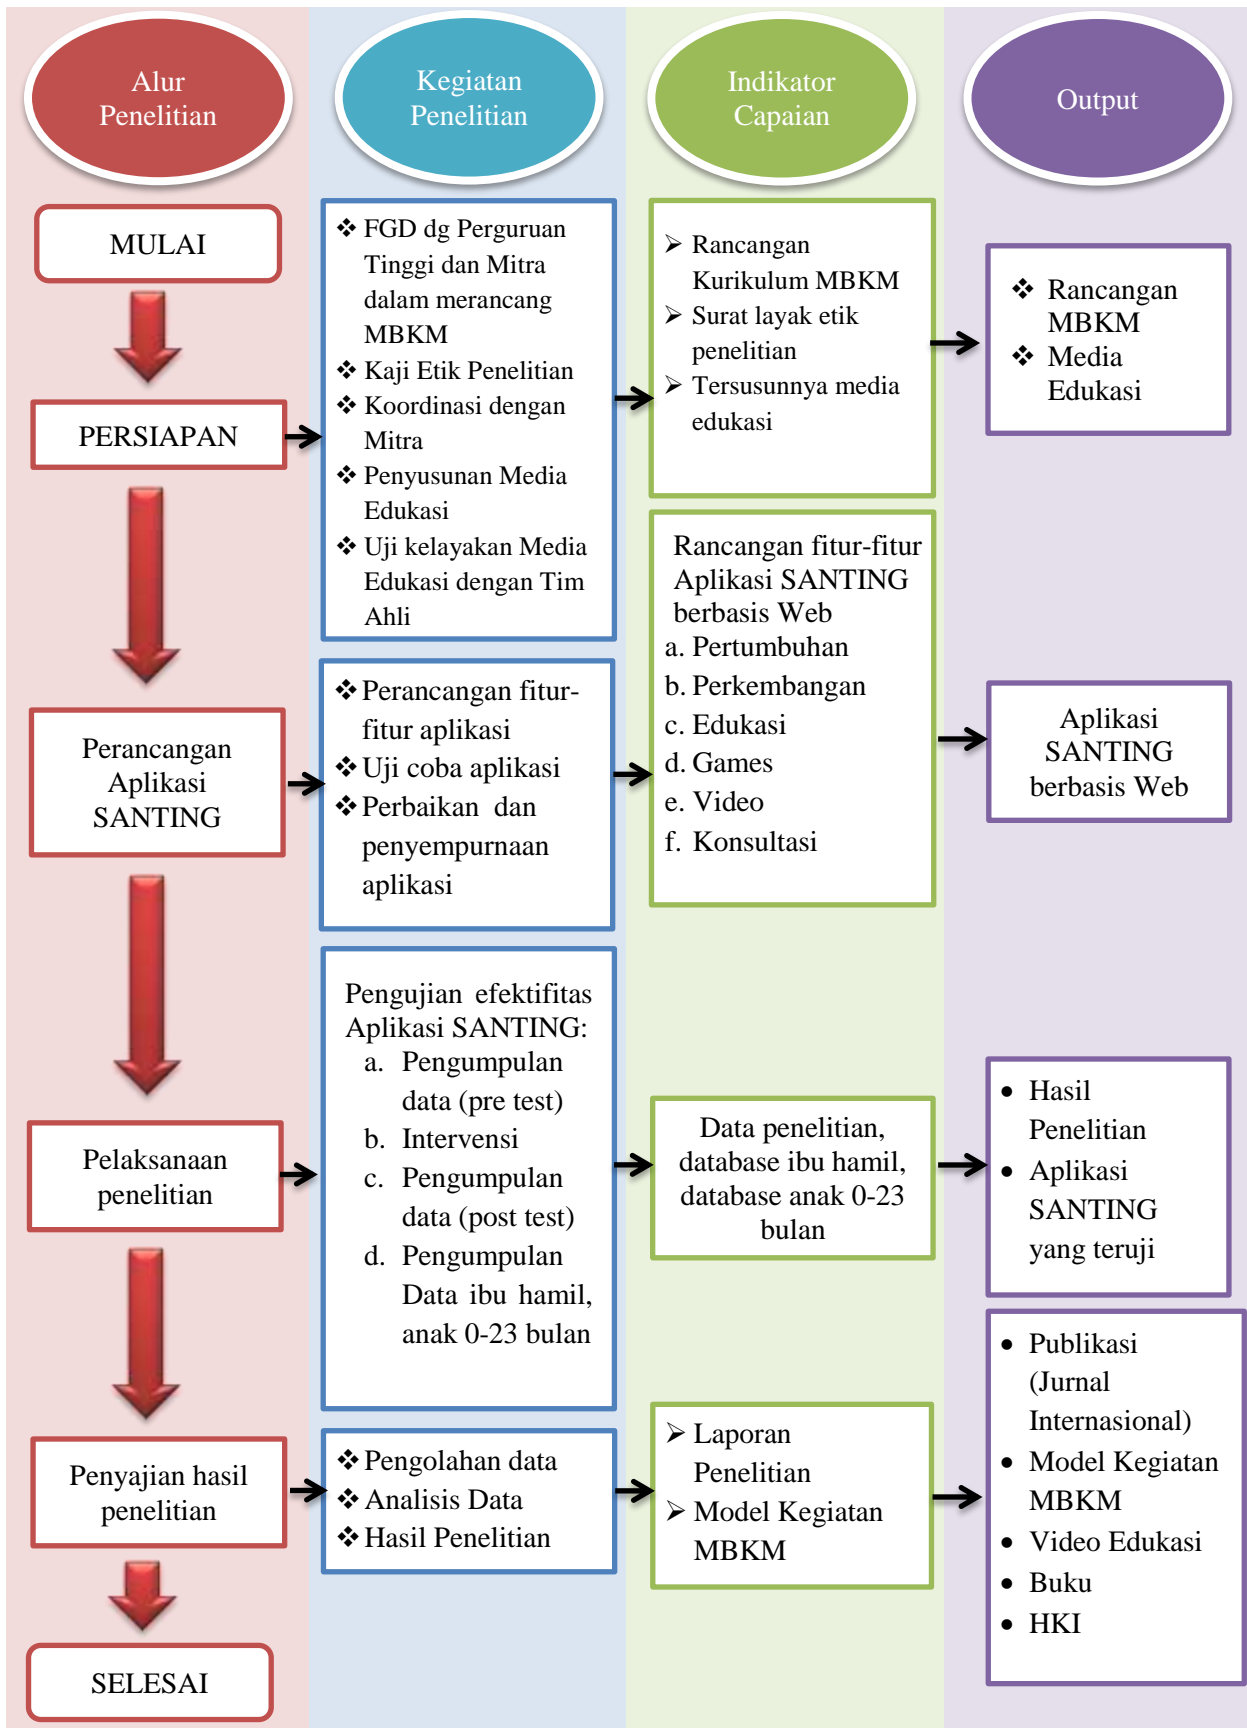 Alur
Penelitian
Kegiatan
Penelitian
Indikator
Capaian
Output
MULAI
❖ FGD dg Perguruan
Tinggi dan Mitra
dalam merancang
MBKM
❖ Kaji Etik Penelitian
❖ Koordinasi dengan
Mitra
❖ Penyusunan Media
Edukasi
❖ Uji kelayakan Media
Edukasi dengan Tim
Ahli
➢ Rancangan
Kurikulum MBKM
➢ Surat layak etik
penelitian
➢ Tersusunnya media
edukasi
❖ Rancangan
MBKM
❖ Media
Edukasi
PERSIAPAN
Perancangan
Aplikasi
SANTING
❖ Perancangan fitur-
fitur aplikasi
❖ Uji coba aplikasi
❖ Perbaikan dan
penyempurnaan
aplikasi
Rancangan fitur-fitur
Aplikasi SANTING
berbasis Web
a. Pertumbuhan
b. Perkembangan
c. Edukasi
d. Games
e. Video
f. Konsultasi
Aplikasi
SANTING
berbasis Web
Pelaksanaan
penelitian
Pengujian efektifitas
Aplikasi SANTING:
a. Pengumpulan
data (pre test)
b. Intervensi
c. Pengumpulan
data (post test)
d. Pengumpulan
Data ibu hamil,
anak 0-23 bulan
Data penelitian,
database ibu hamil,
database anak 0-23
bulan
• Hasil
Penelitian
• Aplikasi
SANTING
yang teruji
Penyajian hasil
penelitian
❖ Pengolahan data
❖ Analisis Data
❖ Hasil Penelitian
➢ Laporan
Penelitian
➢ Model Kegiatan
MBKM
• Publikasi
(Jurnal
Internasional)
• Model Kegiatan
MBKM
• Video Edukasi
• Buku
• HKI
SELESAI